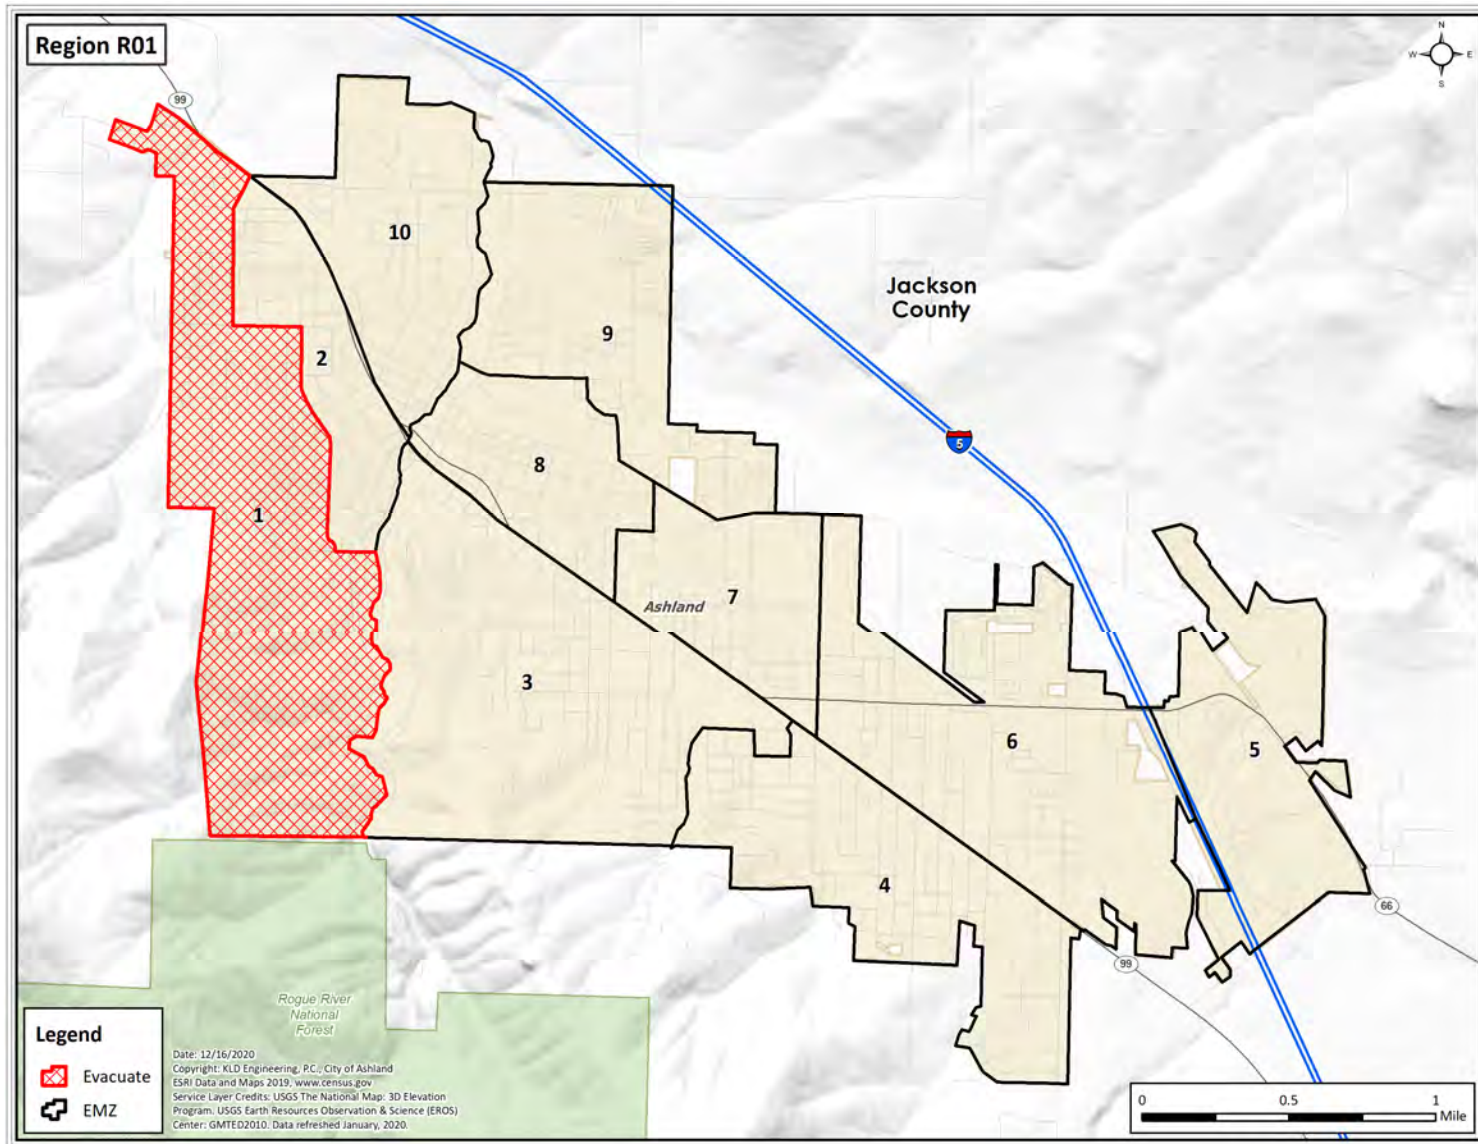 Region R01
N
W E
S
99
10
Jackson
County
9
2
5
8
1
7
Ashland
3
6
5
4
66
99
Rogue River
National
Forest
Legend
Evacuate
EMZ
Date: 12/16/2020
Copyright: KLD Engineering, P.C., City of Ashland
ESRI Data and Maps 2019, www.census.gov
Service Layer Credits: USGS The National Map: 3D Elevation
Program. USGS Earth Resources Observation & Science (EROS)
Center: GMTED2010. Data refreshed January, 2020.
0 0.5 1
Mile